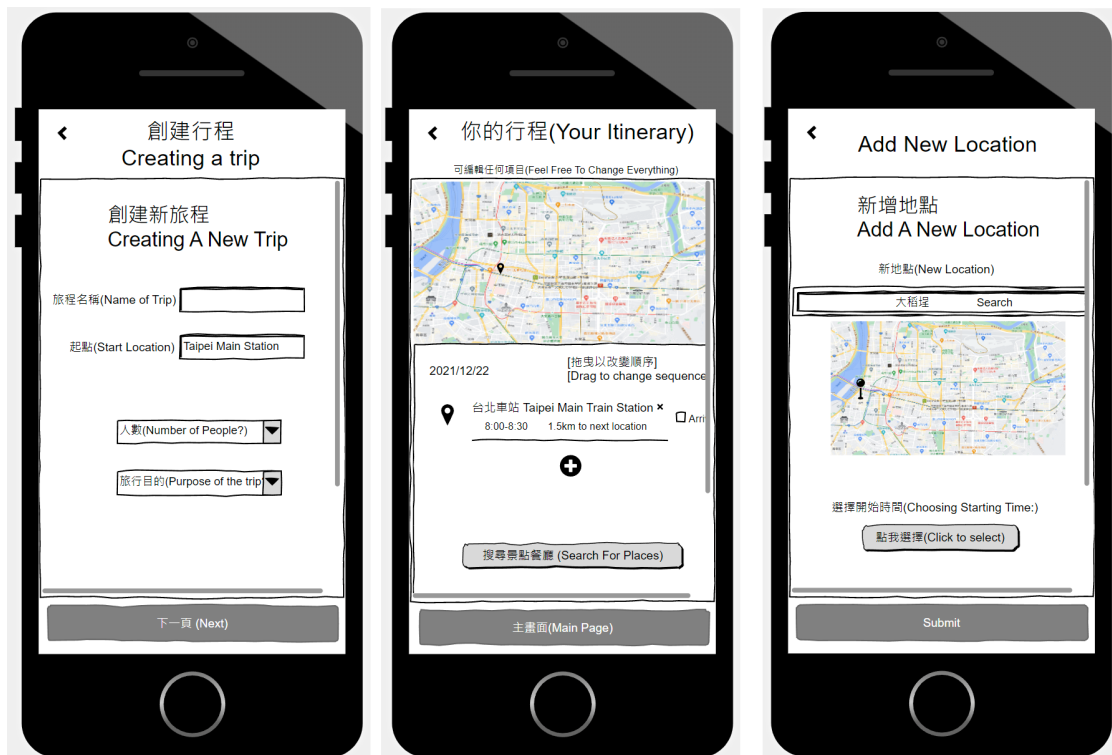 創建行程
Creating a trip
創建新旅程
Creating A New Trip
旅程名稱(Name of Trip)
起點(Start Location) Taipei Main Station
人數(Number of People?)
旅行目的(Purpose of the trip
下一頁 (Next)
你的行程(Your Itinerary)
可編輯任何項目(Feel Free To Change Everything)
2021/12/22
[拖曳以改變順序]
[Drag to change sequence
台北車站 Taipei Main Train Station ×
Arri
8:00-8:30 1.5km to next location
搜尋景點餐廳 (Search For Places)
主畫面(Main Page)
Add New Location
新增地點
Add A New Location
新地點(New Location)
大稻埕 Search
選擇開始時間(Choosing Starting Time:)
點我選擇(Click to select)
Submit